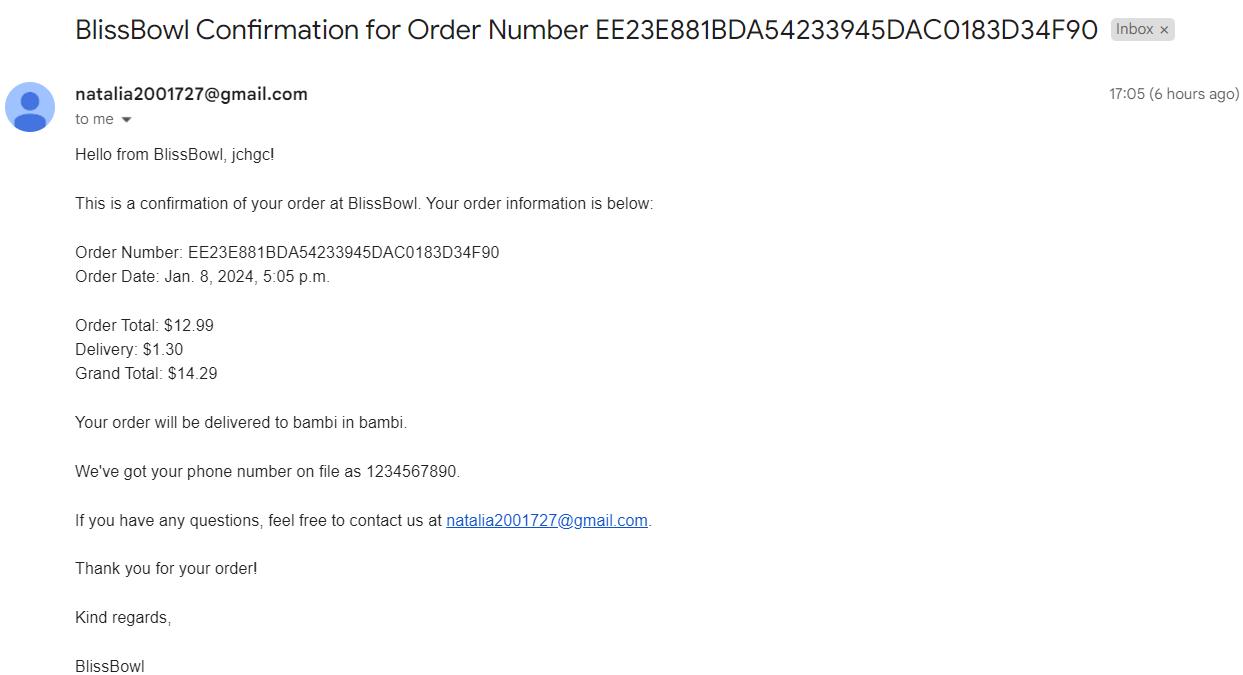 BlissBowl Confirmation for Order Number EE23E881BDA54233945DAC0183D34F90 Inbox ×
natalia2001727@gmail.com 17:05 (6 hours ago)
to me
Hello from BlissBowl, jchgc!
This is a confirmation of your order at BlissBowl. Your order information is below:
Order Number: EE23E881BDA54233945DAC0183D34F90
Order Date: Jan. 8, 2024, 5:05 p.m.
Order Total: $12.99
Delivery: $1.30
Grand Total: $14.29
Your order will be delivered to bambi in bambi.
We've got your phone number on file as 1234567890.
If you have any questions, feel free to contact us at natalia2001727@gmail.com.
Thank you for your order!
Kind regards,
BlissBowl